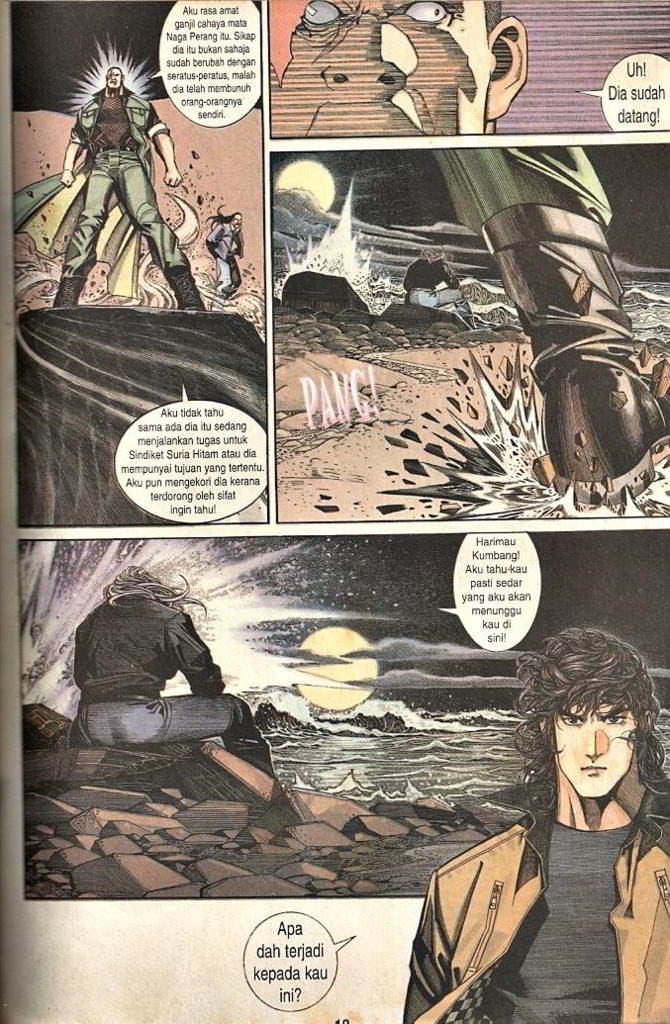 Aku rasa amat
ganjil cahaya mata
Naga Perang itu. Sikap
dia itu bukan sahaja
sudah berubah dengan
seratus-peratus, malah
dia telah membunuh
orang-orangnya
sendiri.
Uh!
Dia sudah
datang!
Aku tidak tahu
sama ada dia itu sedang
menjalankan tugas untuk
Sindiket Suria Hitam atau dia
mempunyai tujuan yang tertentu.
Aku pun mengekori dia kerana
terdorong oleh sifat
ingin tahu!
PANG!
Harimau
Kumbang!
Aku tahu-kau
pasti sedar
yang aku akan
menunggu
kau di
sini!
Apa
dah terjadi
kepada kau
ini?